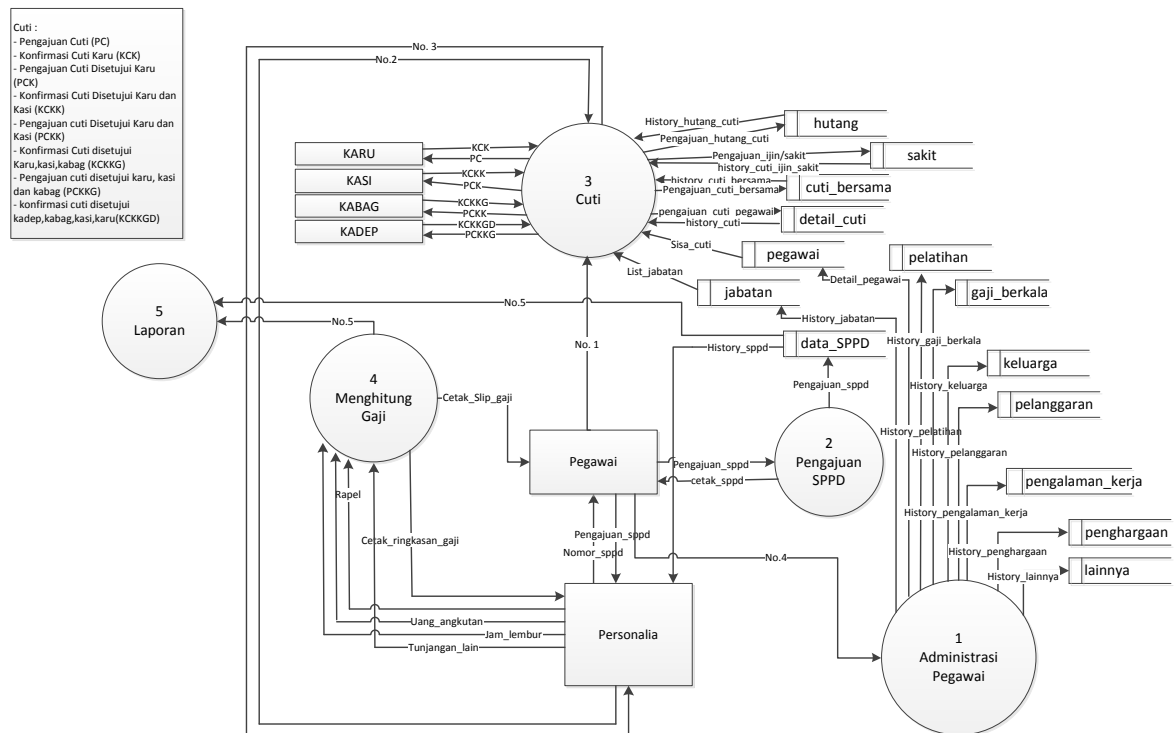 Cuti :
- Pengajuan Cuti (PC)
- Konfirmasi Cuti Karu (KCK)
- Pengajuan Cuti Disetujui Karu
(PCK)
- Konfirmasi Cuti Disetujui Karu dan
Kasi (KCKK)
- Pengajuan cuti Disetujui Karu dan
Kasi (PCKK)
- Konfirmasi Cuti disetujui
Karu,kasi,kabag (KCKKG)
- Pengajuan cuti disetuji karu, kasi
dan kabag (PCKKG)
- konfirmasi cuti disetuji
kadep,kabag,kasi,karu(KCKKGD)
No. 3
No.2
KARU
KCK
PC
KASI
KCKK
PCK
KABAG
KCKKG
PCKK
KADEP
KCKKGD
PCKKG
3
Cuti
History_hutang_cuti
Pengajuan_hutang_cuti
hutang
Pengajuan_ijin/sakit
history_cuti_ijin_sakit
sakit
history_cuti_bersama
Pengajuan_cuti_bersama
cuti_bersama
pengajuan_cuti_pegawai
history_cuti
detail_cuti
Sisa_cuti
pegawai
List_jabatan
jabatan
Detail_pegawai
pelatihan
gaji_berkala
History_jabatan
5
Laporan
No.5
No.5
No. 1
History_sppd
data_SPPD
History_gaji_berkala
keluarga
Pengajuan_sppd
History_keluarga
4
Menghitung
Gaji
Cetak_Slip_gaji
pelanggaran
History_pelatihan
History_pelanggaran
Pegawai
Pengajuan_sppd
cetak_sppd
2
Pengajuan
SPPD
pengalaman_kerja
Rapel
History_pengalaman_kerja
Cetak_ringkasan_gaji
Pengajuan_sppd
Nomor_sppd
No.4
penghargaan
History_penghargaan
lainnya
History_lainnya
Uang_angkutan
Jam_lembur
Tunjangan_lain
Personalia
1
Administrasi
Pegawai